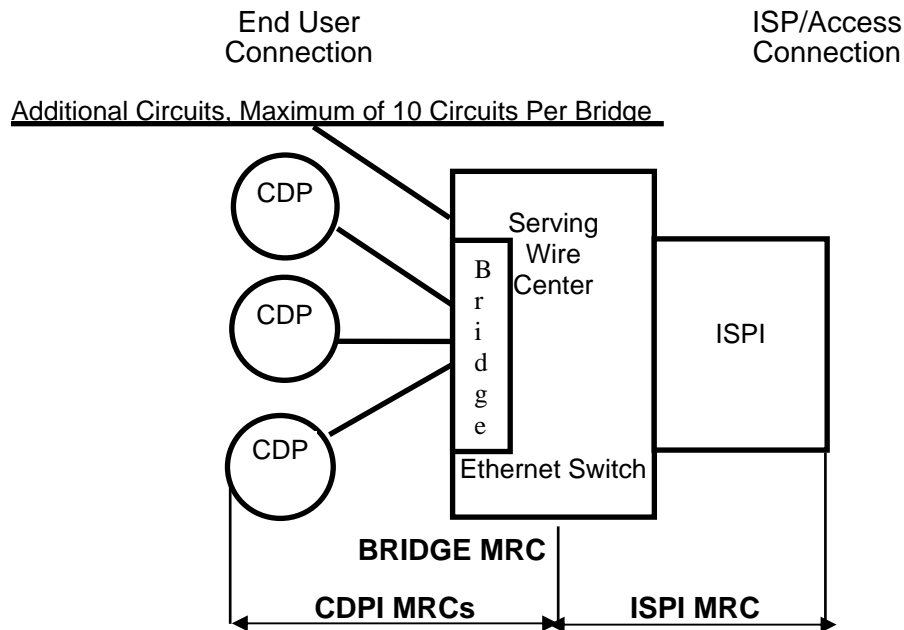 End User
Connection
ISP/Access
Connection
Additional Circuits, Maximum of 10 Circuits Per Bridge
CDP
CDP
CDP
Serving
Wire
Center
B
r
i
d
g
e
Ethernet Switch
ISPI
BRIDGE MRC
CDPI MRCs
ISPI MRC